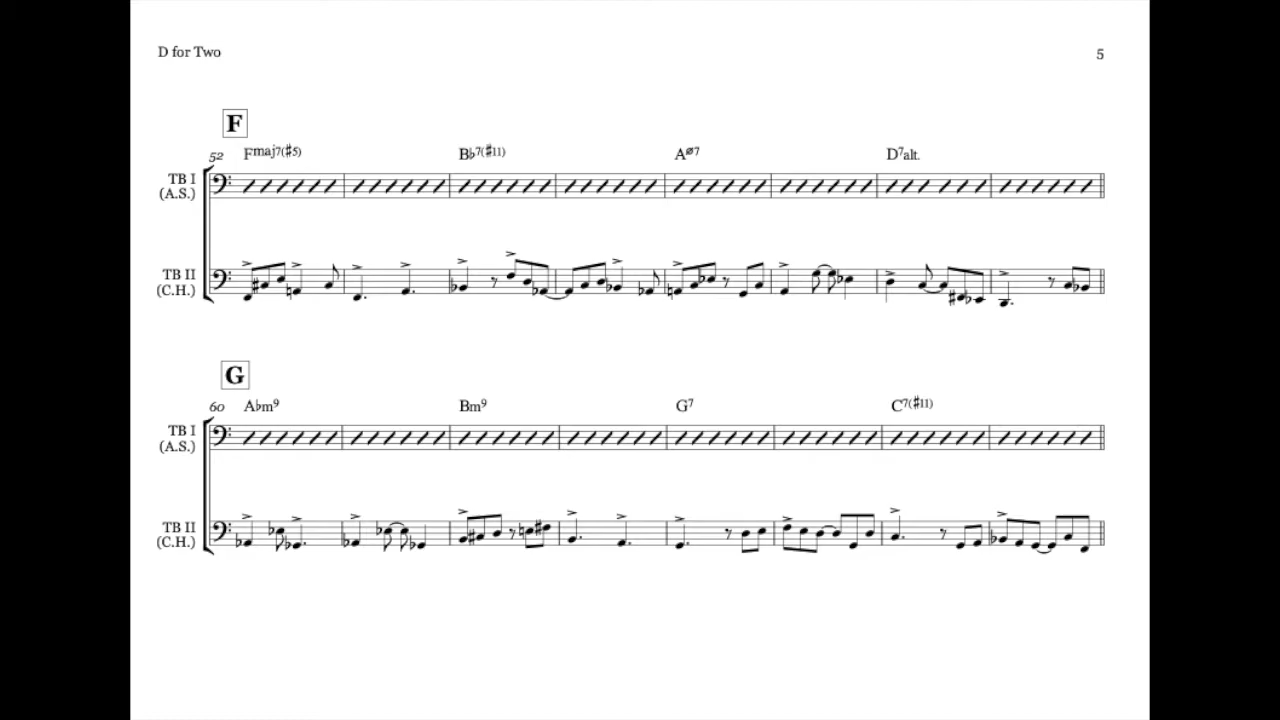 D for Two 5
F
52 Fmaj7(♯5) B♭7(♯11) Aø7 D7alt.
TB I
(A.S.)
TB II
(C.H.)
G
60 A♭m9 Bm9 G7 C7(♯11)
TB I
(A.S.)
TB II
(C.H.)